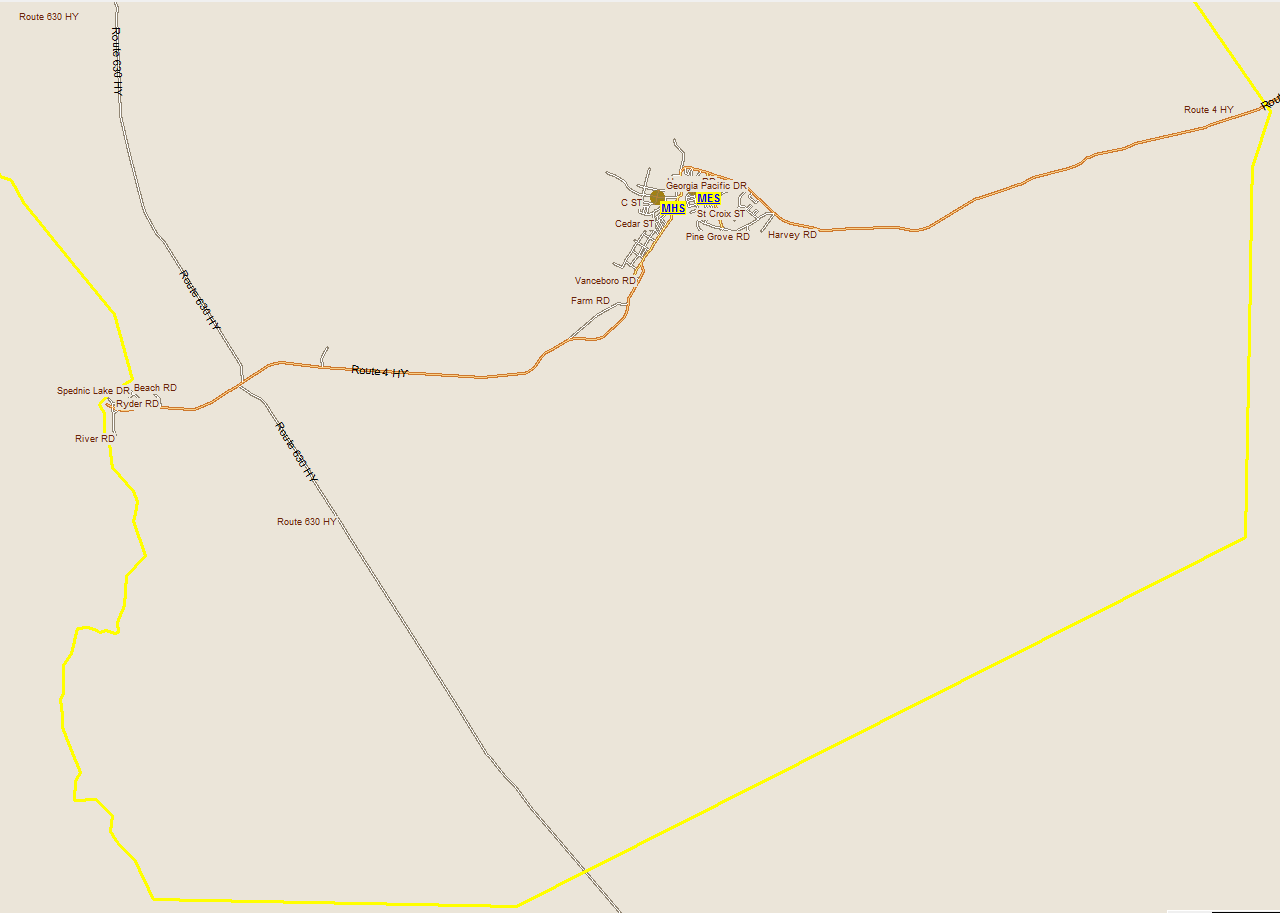 Route 630 HY
Route 630 HY
Route 4 HY
Georgia Pacific DR
MES
C ST
MHS
St Croix ST
Cedar ST
Pine Grove RD
Harvey RD
Vanceboro RD
Route 630 HY
Farm RD
Route 4 HY
Spednic Lake DR
Beach RD
Ryder RD
River RD
Route 630 HY
Route 630 HY